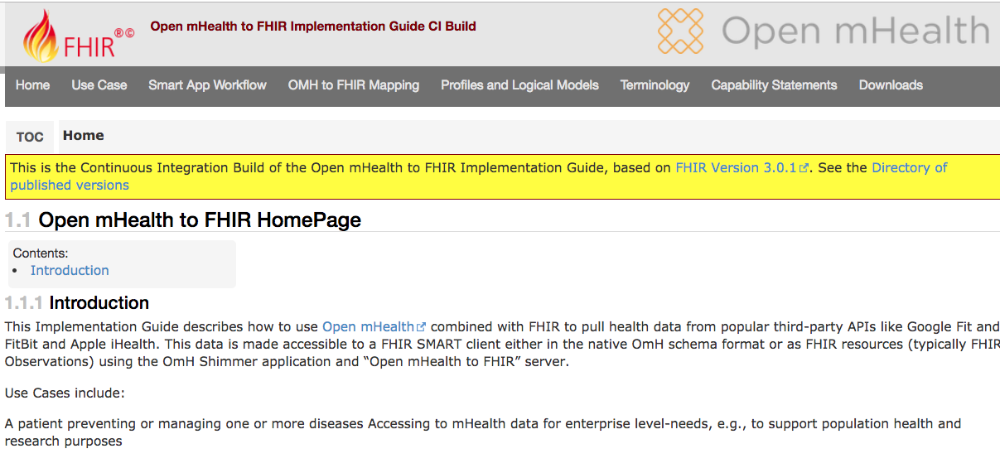 FHIR®©
Open mHealth to FHIR Implementation Guide CI Build
Open mHealth
Home Use Case Smart App Workflow OMH to FHIR Mapping Profiles and Logical Models Terminology Capability Statements Downloads
TOC Home
This is the Continuous Integration Build of the Open mHealth to FHIR Implementation Guide, based on FHIR Version 3.0.1. See the Directory of
published versions
1.1 Open mHealth to FHIR HomePage
Contents:
• Introduction
1.1.1 Introduction
This Implementation Guide describes how to use Open mHealth combined with FHIR to pull health data from popular third-party APIs like Google Fit and
FitBit and Apple iHealth. This data is made accessible to a FHIR SMART client either in the native OmH schema format or as FHIR resources (typically FHIR
Observations) using the OmH Shimmer application and “Open mHealth to FHIR” server.
Use Cases include:
A patient preventing or managing one or more diseases Accessing to mHealth data for enterprise level-needs, e.g., to support population health and
research purposes